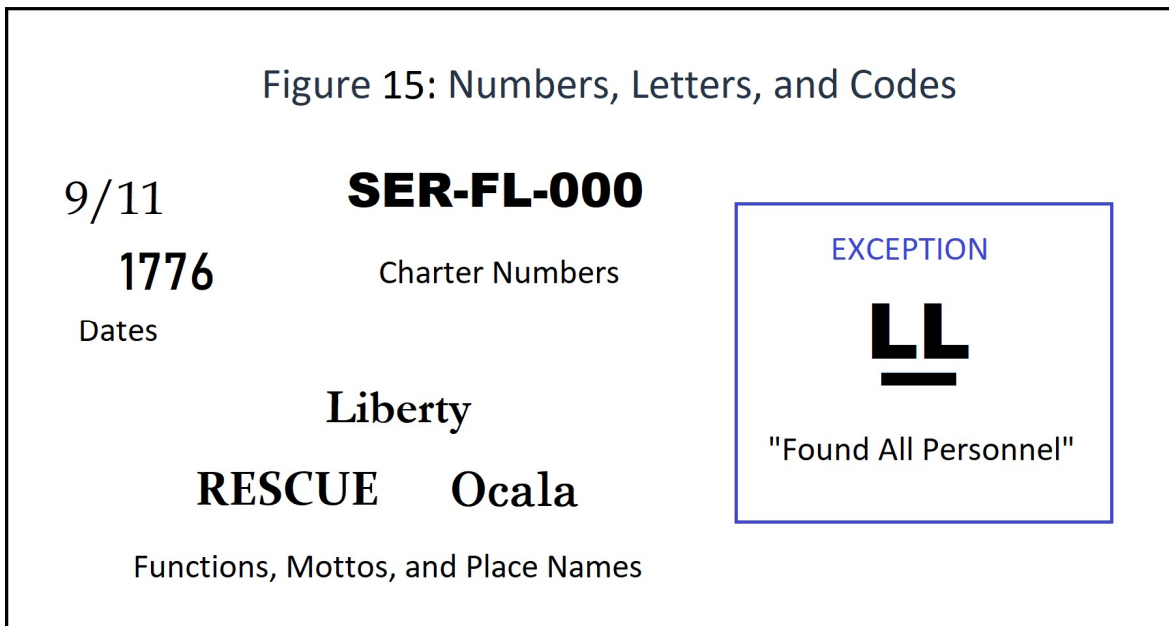 Figure 15: Numbers, Letters, and Codes
9/11
1776
Dates
SER-FL-000
Charter Numbers
Liberty
RESCUE Ocala
Functions, Mottos, and Place Names
EXCEPTION
LL
"Found All Personnel"